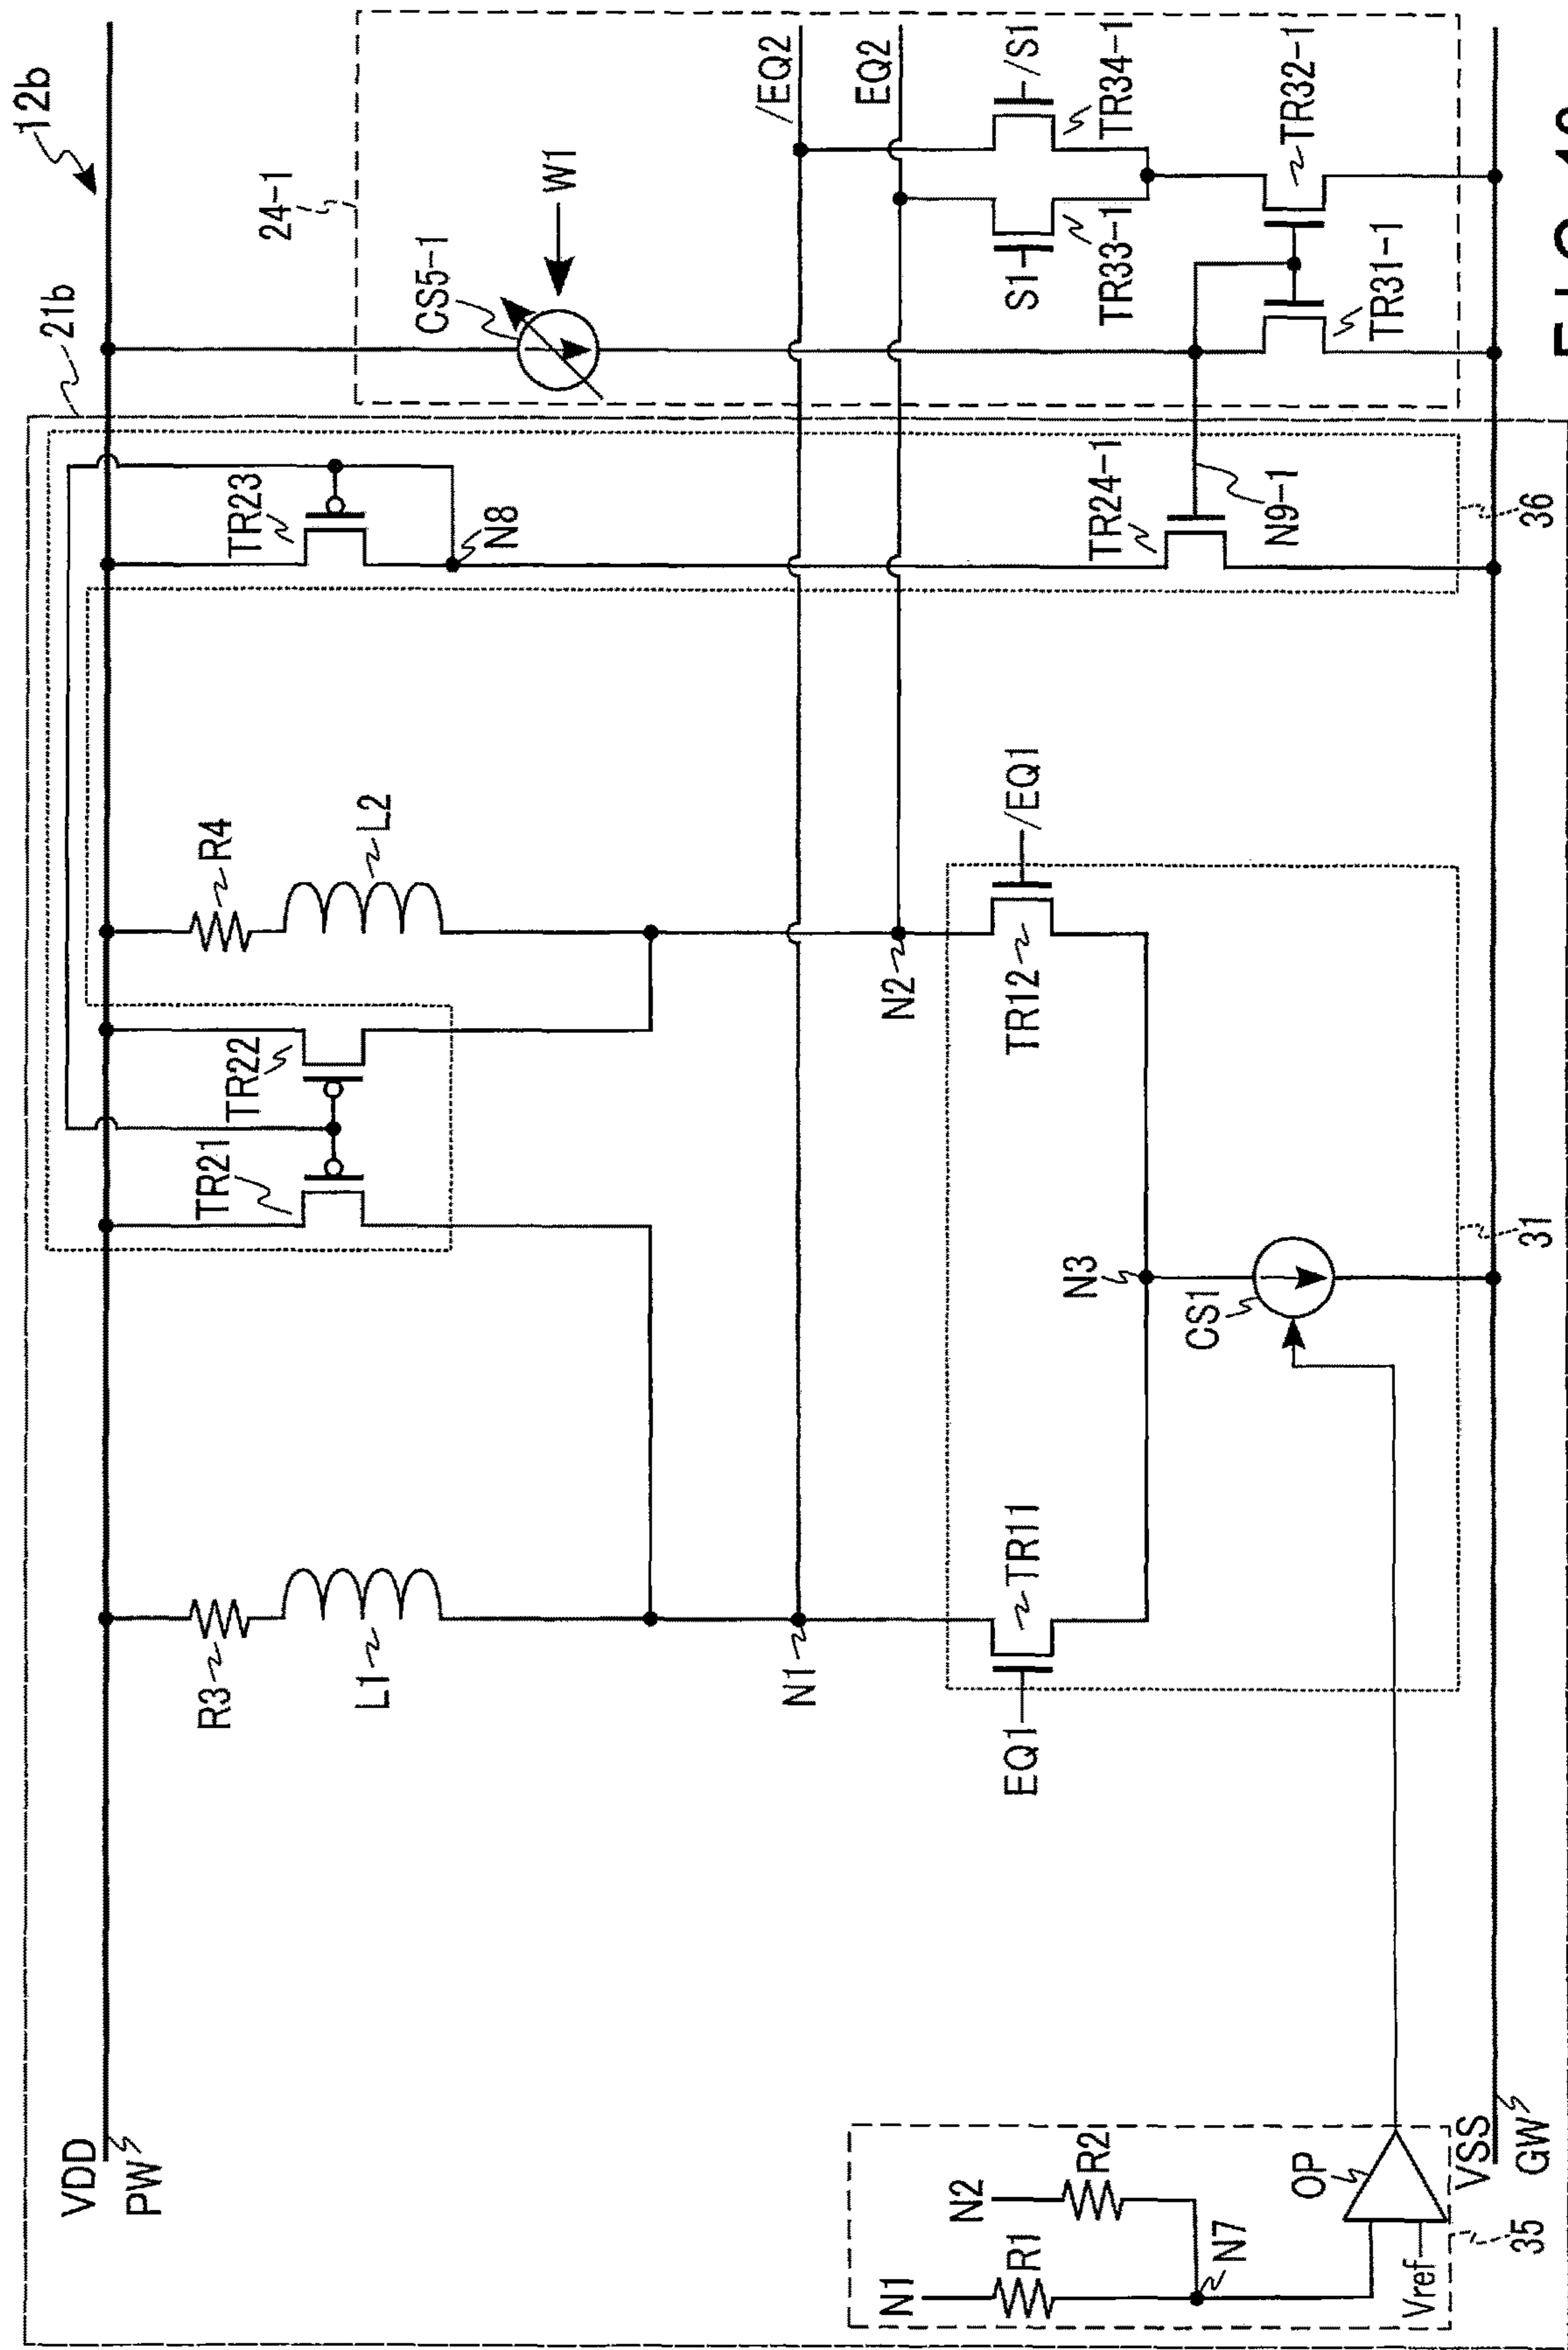 12b
21b
24-1
VDD
PW
R3
L1
TR21
TR22
R4
L2
TR23
N8
CS5-1
W1
/EQ2
EQ2
N1
N2
EQ1
TR11
TR12
/EQ1
N3
CS1
31
TR24-1
N9-1
36
S1
TR33-1
/S1
TR34-1
TR31-1
TR32-1
N1
R1
N2
R2
N7
Vref
OP
35
VSS
GW